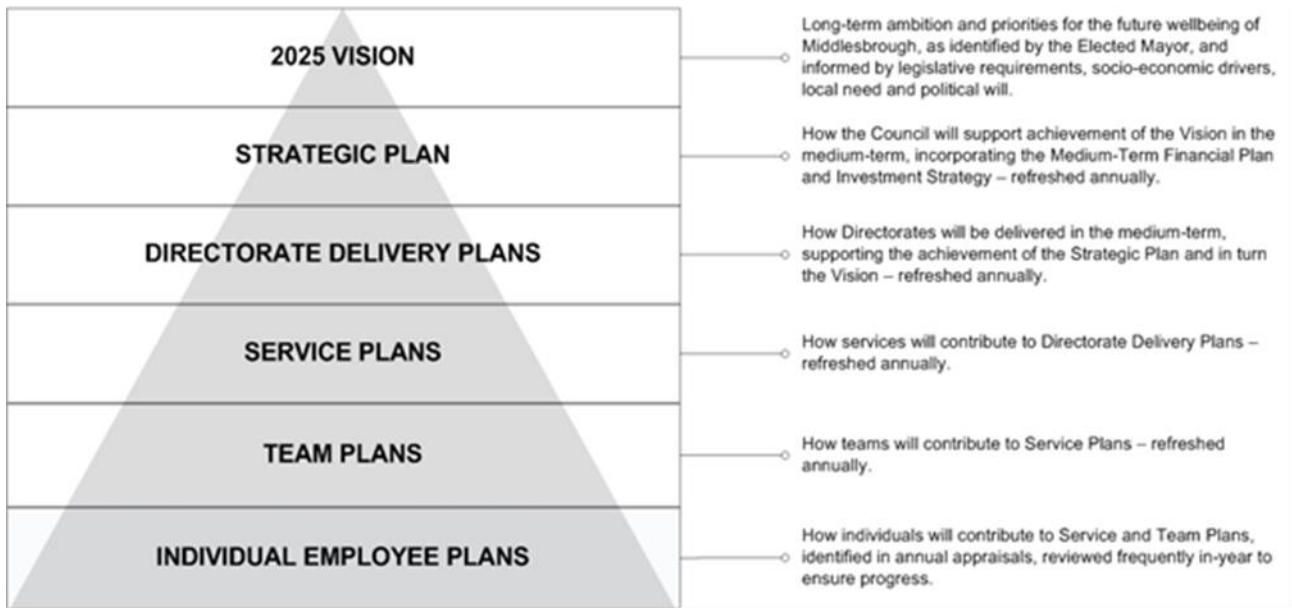 2025 VISION
Long-term ambition and priorities for the future wellbeing of
Middlesbrough, as identified by the Elected Mayor, and
informed by legislative requirements, socio-economic drivers,
local need and political will.
STRATEGIC PLAN
How the Council will support achievement of the Vision in the
medium-term, incorporating the Medium-Term Financial Plan
and Investment Strategy – refreshed annually.
DIRECTORATE DELIVERY PLANS
How Directorates will be delivered in the medium-term,
supporting the achievement of the Strategic Plan and in turn
the Vision – refreshed annually.
SERVICE PLANS
How services will contribute to Directorate Delivery Plans –
refreshed annually.
TEAM PLANS
How teams will contribute to Service Plans – refreshed
annually.
INDIVIDUAL EMPLOYEE PLANS
How individuals will contribute to Service and Team Plans,
identified in annual appraisals, reviewed frequently in-year to
ensure progress.